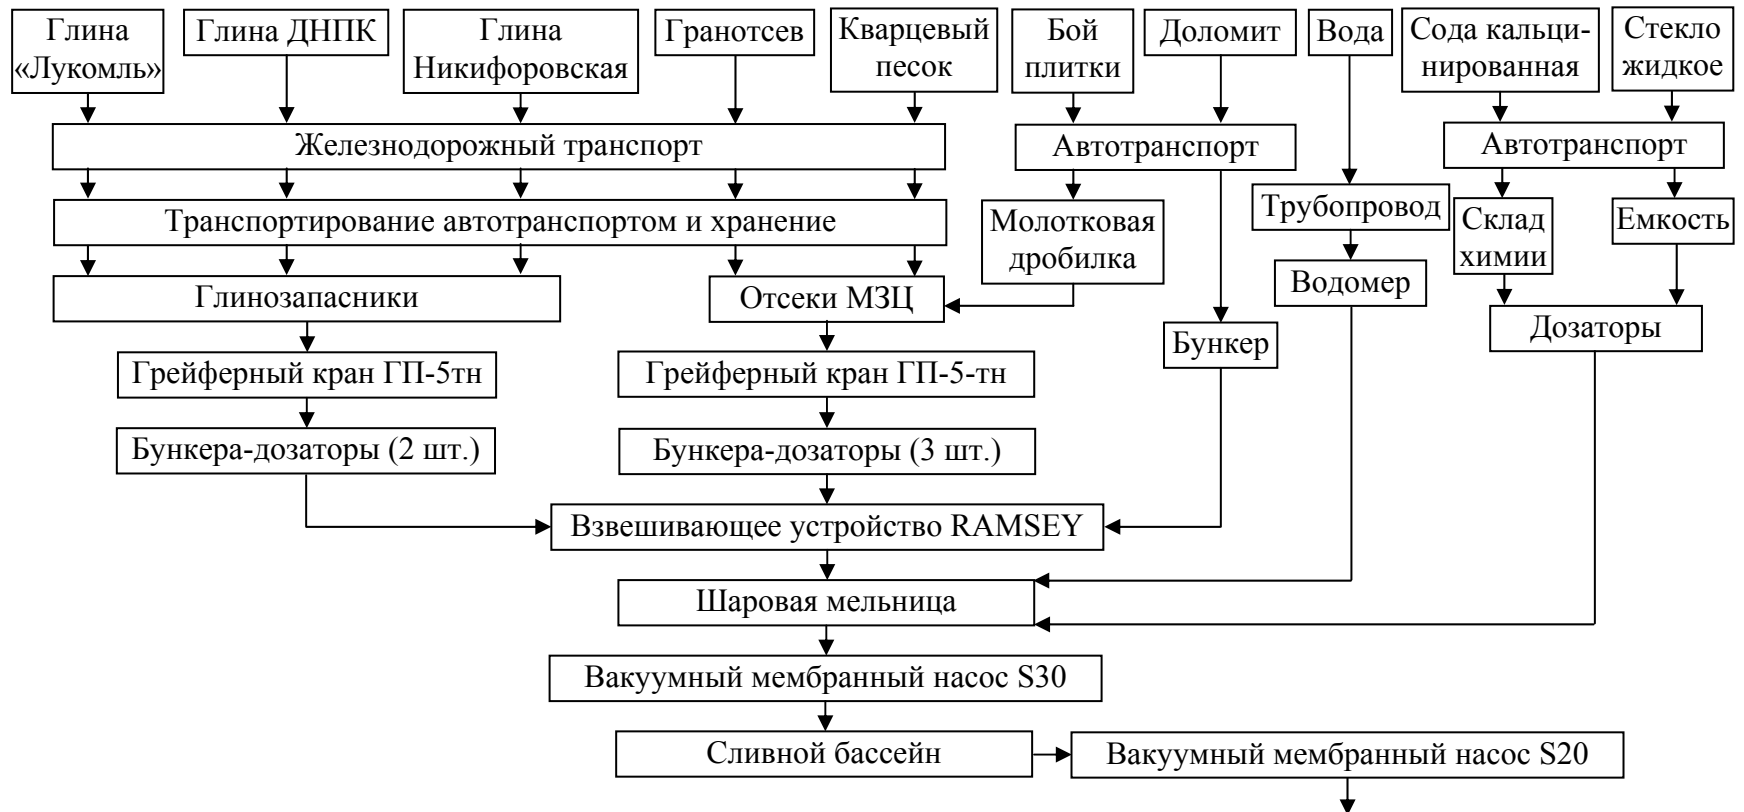 Глина
«Лукомль»
Глина ДНПК
Глина
Никифоровская
Гранотсев
Кварцевый
песок
Бой
плитки
Доломит
Вода
Сода кальци-
нированная
Стекло
жидкое
Железнодорожный транспорт
Автотранспорт
Автотранспорт
Транспортирование автотранспортом и хранение
Молотковая
дробилка
Трубопровод
Склад
химии
Емкость
Глинозапасники
Отсеки МЗЦ
Водомер
Бункер
Дозаторы
Грейферный кран ГП-5тн
Грейферный кран ГП-5-тн
Бункера-дозаторы (2 шт.)
Бункера-дозаторы (3 шт.)
Взвешивающее устройство RAMSEY
Шаровая мельница
Вакуумный мембранный насос S30
Сливной бассейн
Вакуумный мембранный насос S20